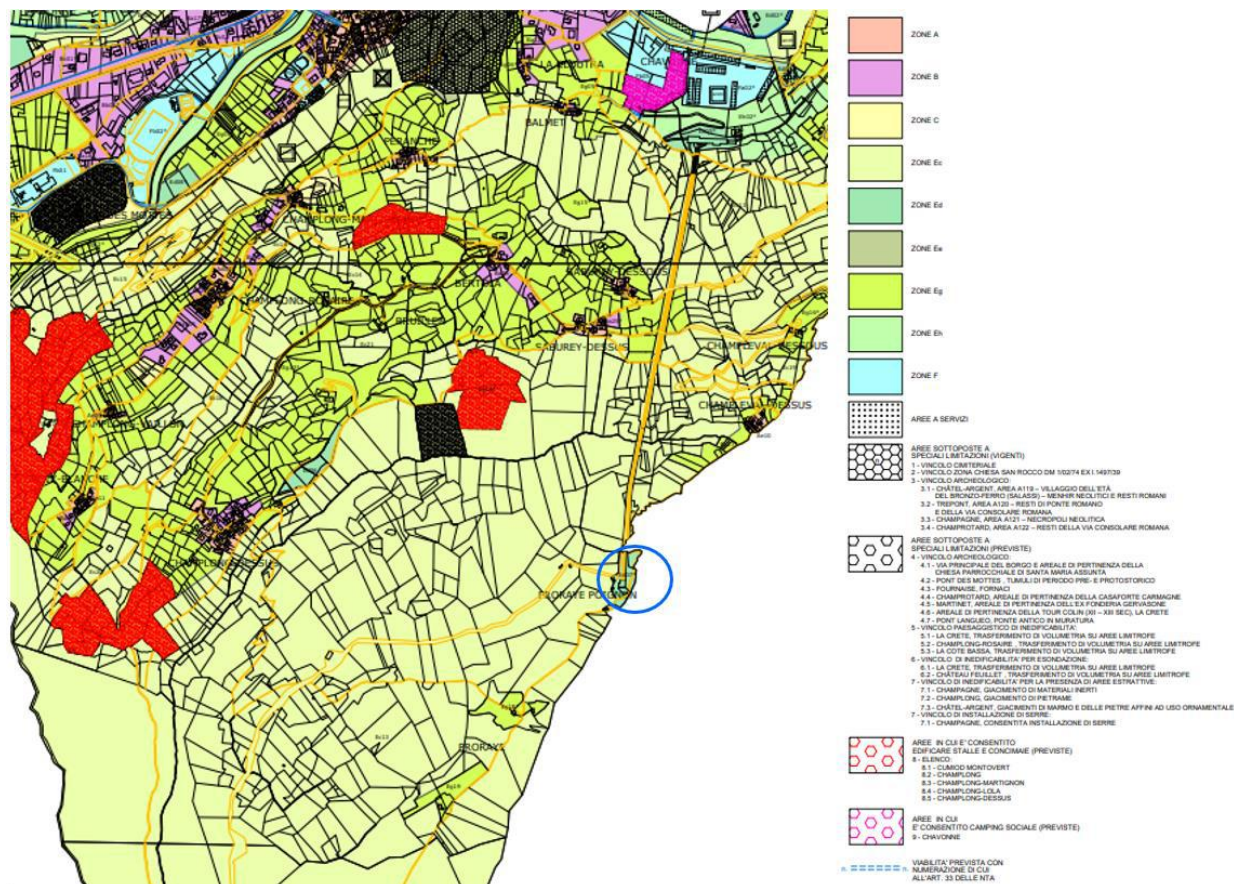 CHAV
BALMET
PERANCHE
BERTELA
BRUISSEN
SABUREY-DESSUS
CHAMPLEVAL-DESSOUS
CHAMPLEVAL-DESSUS
CHAMPLONG-DESSUS
PRORAYE POIGNON
PRORAYE
ZONE A
ZONE B
ZONE C
ZONE Ec
ZONE Ed
ZONE Ee
ZONE Eg
ZONE Eh
ZONE F
AREE A SERVIZI
AREE SOTTOPOSTE A
SPECIALI LIMITAZIONI (VIGENTI)
1 - VINCOLO CIMITERIALE
2 - VINCOLO ZONA CHIESA SAN ROCCO DM 1/02/74 EX l.1497/39
3 - VINCOLO ARCHEOLOGICO:
3.1 - CHÂTEL-ARGENT, AREA A119 – VILLAGGIO DELL'ETÀ
DEL BRONZO-FERRO (SALASSI) – MENHIR NEOLITICI E RESTI ROMANI
3.2 - TREPONT, AREA A120 – RESTI DI PONTE ROMANO
E DELLA VIA CONSOLARE ROMANA
3.3 - CHAMPAGNE, AREA A121 – NECROPOLI NEOLITICA
3.4 - CHAMPROTARD, AREA A122 – RESTI DELLA VIA CONSOLARE ROMANA
AREE SOTTOPOSTE A
SPECIALI LIMITAZIONI (PREVISTE)
4 - VINCOLO ARCHEOLOGICO:
4.1 - VIA PRINCIPALE DEL BORGO E AREALE DI PERTINENZA DELLA
CHIESA PARROCCHIALE DI SANTA MARIA ASSUNTA
4.2 - PONT DES MOTTES , TUMULI DI PERIODO PRE- E PROTOSTORICO
4.3 - FOURNAISE, FORNACI
4.4 - CHAMPROTARD, AREALE DI PERTINENZA DELLA CASAFORTE CARMAGNE
4.5 - MARTINET, AREALE DI PERTINENZA DELL'EX FONDERIA GERVASONE
4.6 - AREALE DI PERTINENZA DELLA TOUR COLIN (XII – XIII SEC), LA CRETE
4.7 - PONT LANGUEO, PONTE ANTICO IN MURATURA
5 - VINCOLO PAESAGGISTICO DI INEDIFICABILITA':
5.1 - LA CRETE, TRASFERIMENTO DI VOLUMETRIA SU AREE LIMITROFE
5.2 - CHAMPLONG-ROSAIRE , TRASFERIMENTO DI VOLUMETRIA SU AREE LIMITROFE
5.3 - LA COTE BASSA, TRASFERIMENTO DI VOLUMETRIA SU AREE LIMITROFE
6 - VINCOLO DI INEDIFICABILITA' PER ESONDAZIONE:
6.1 - LA CRETE, TRASFERIMENTO DI VOLUMETRIA SU AREE LIMITROFE
6.2 - CHÂTEAU FEUILLET , TRASFERIMENTO DI VOLUMETRIA SU AREE LIMITROFE
7 - VINCOLO DI INEDIFICABILITA' PER LA PRESENZA DI AREE ESTRATTIVE:
7.1 - CHAMPAGNE, GIACIMENTO DI MATERIALI INERTI
7.2 - CHAMPLONG, GIACIMENTO DI PIETRAME
7.3 - CHÂTEL-ARGENT, GIACIMENTI DI MARMO E DELLE PIETRE AFFINI AD USO ORNAMENTALE
7 - VINCOLO DI INSTALLAZIONE DI SERRE:
7.1 - CHAMPAGNE, CONSENTITA INSTALLAZIONE DI SERRE
AREE IN CUI E' CONSENTITO
EDIFICARE STALLE E CONCIMAIE (PREVISTE)
8 - ELENCO:
8.1 - CUMIOD MONTOVERT
8.2 - CHAMPLONG
8.3 - CHAMPLONG-MARTIGNON
8.4 - CHAMPLONG-LOLA
8.5 - CHAMPLONG-DESSUS
AREE IN CUI
E' CONSENTITO CAMPING SOCIALE (PREVISTE)
9 - CHAVONNE
VIABILITA' PREVISTA CON
NUMERAZIONE DI CUI
ALL'ART. 33 DELLE NTA